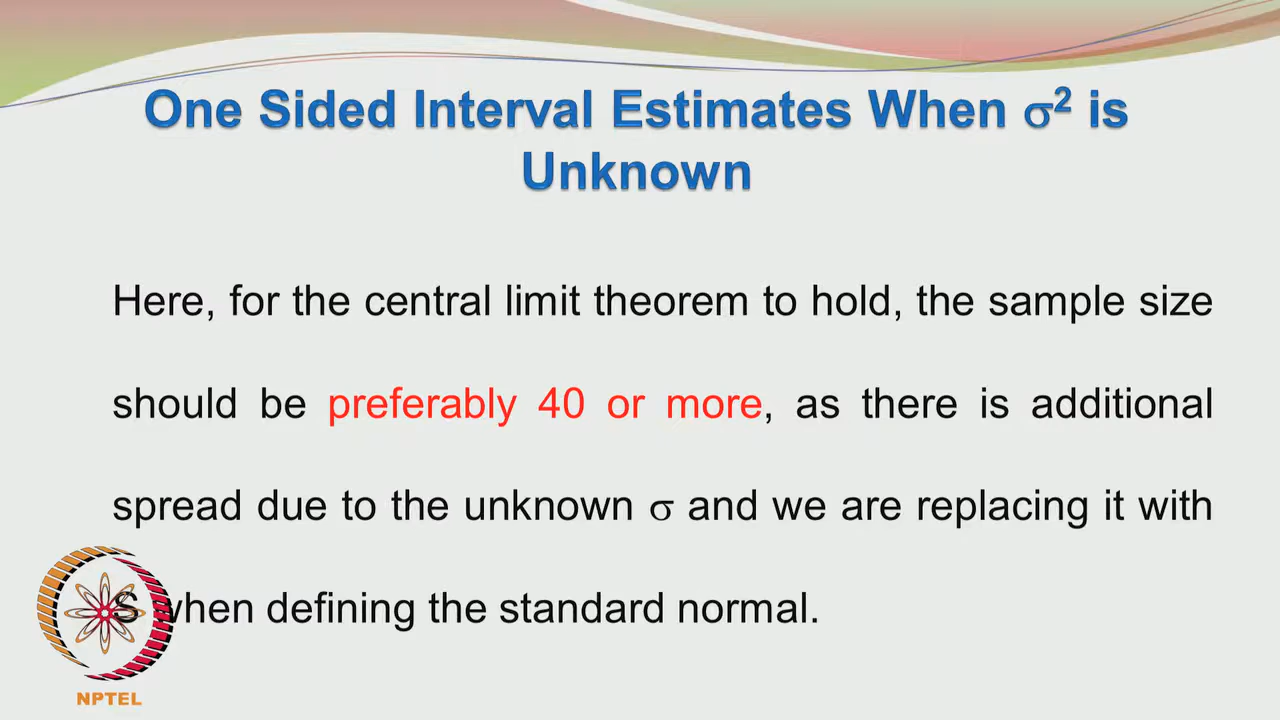 One Sided Interval Estimates When σ² is
Unknown
Here, for the central limit theorem to hold, the sample size
should be preferably 40 or more, as there is additional
spread due to the unknown σ and we are replacing it with
S when defining the standard normal.
NPTEL